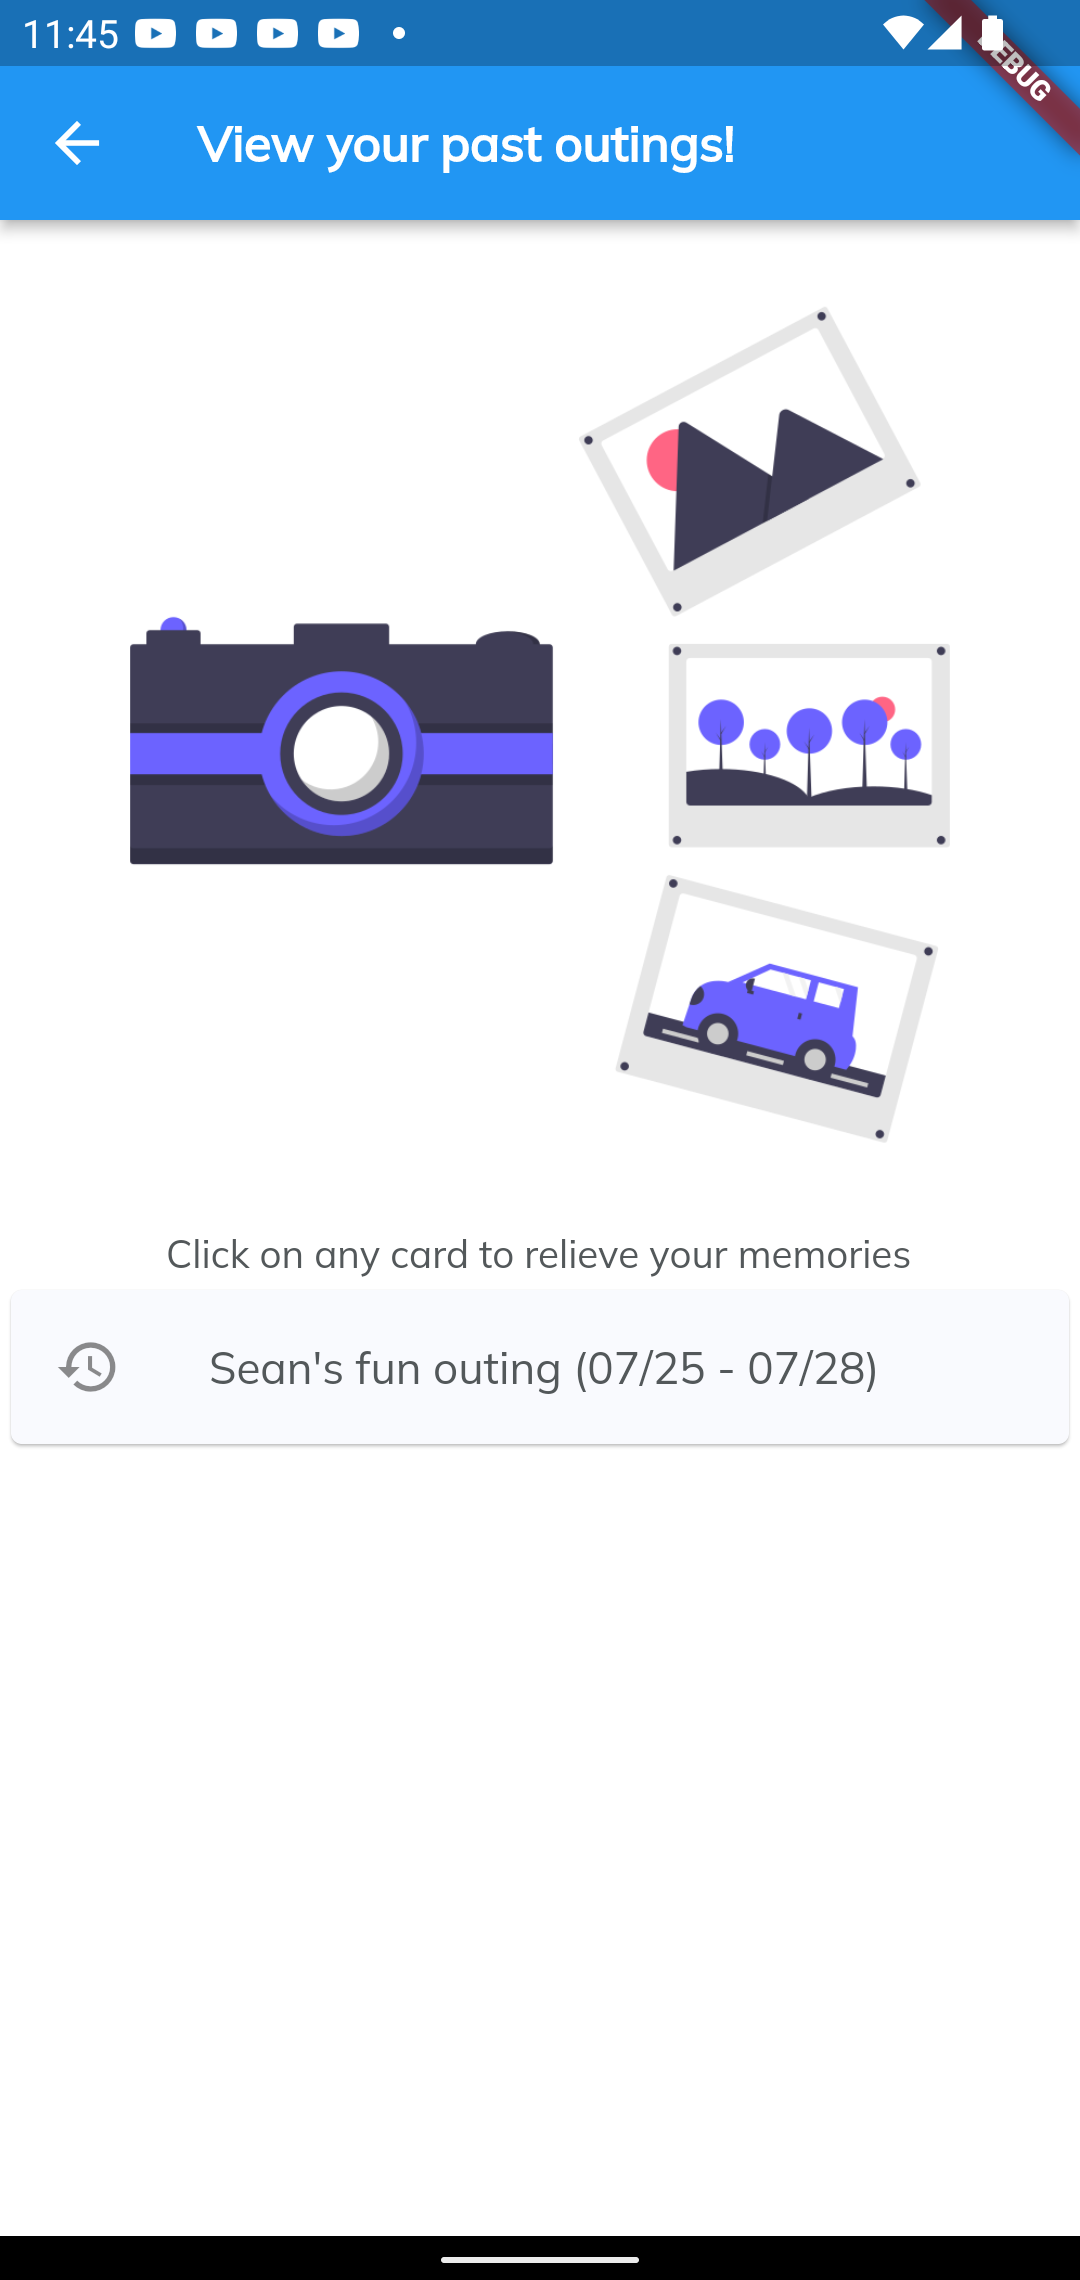 11:45
DEBUG
View your past outings!
Click on any card to relieve your memories
Sean's fun outing (07/25 - 07/28)